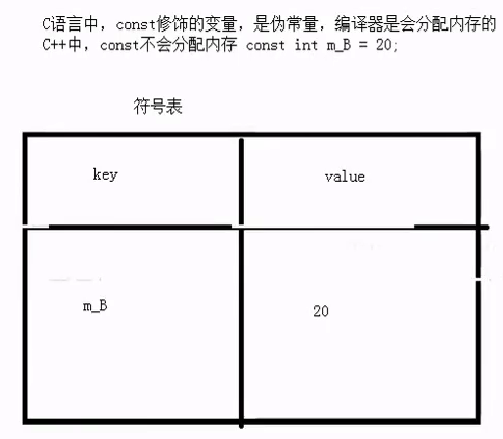 C语言中，const修饰的变量，是伪常量，编译器是会分配内存的
C++中，const不会分配内存 const int m_B = 20;
符号表
key value
m_B 20